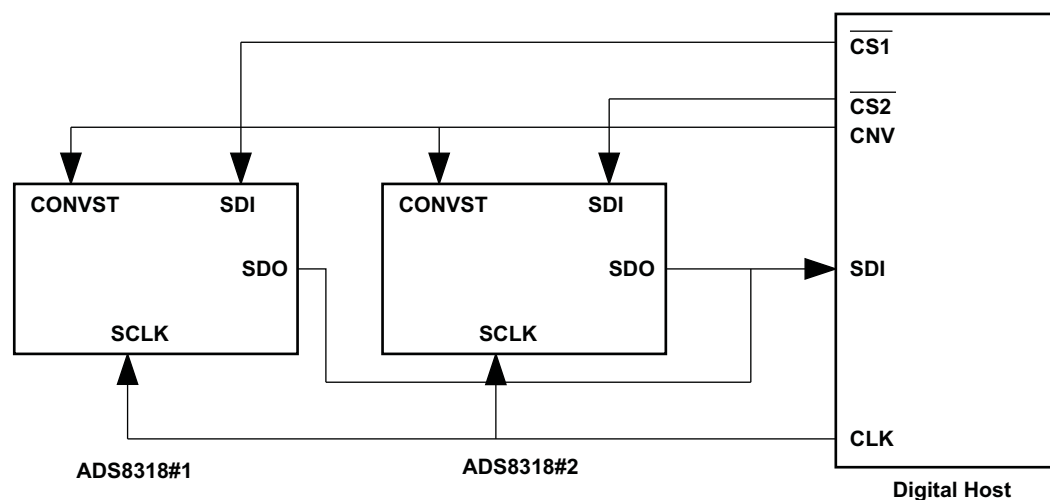 CS1
CS2
CNV
CONVST SDI
CONVST SDI
SDO
SDO
SDI
SCLK
SCLK
CLK
ADS8318#1
ADS8318#2
Digital Host